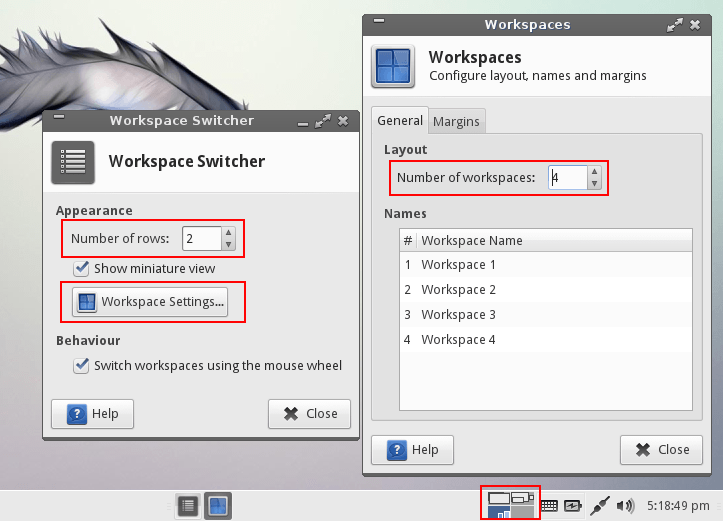 Workspace Switcher
Workspace Switcher
Appearance
Number of rows: 2
Show miniature view
Workspace Settings...
Behaviour
Switch workspaces using the mouse wheel
Help
Close
Workspaces
Workspaces
Configure layout, names and margins
General Margins
Layout
Number of workspaces: 4
Names
# Workspace Name
1 Workspace 1
2 Workspace 2
3 Workspace 3
4 Workspace 4
Help
Close
5:18:49 pm